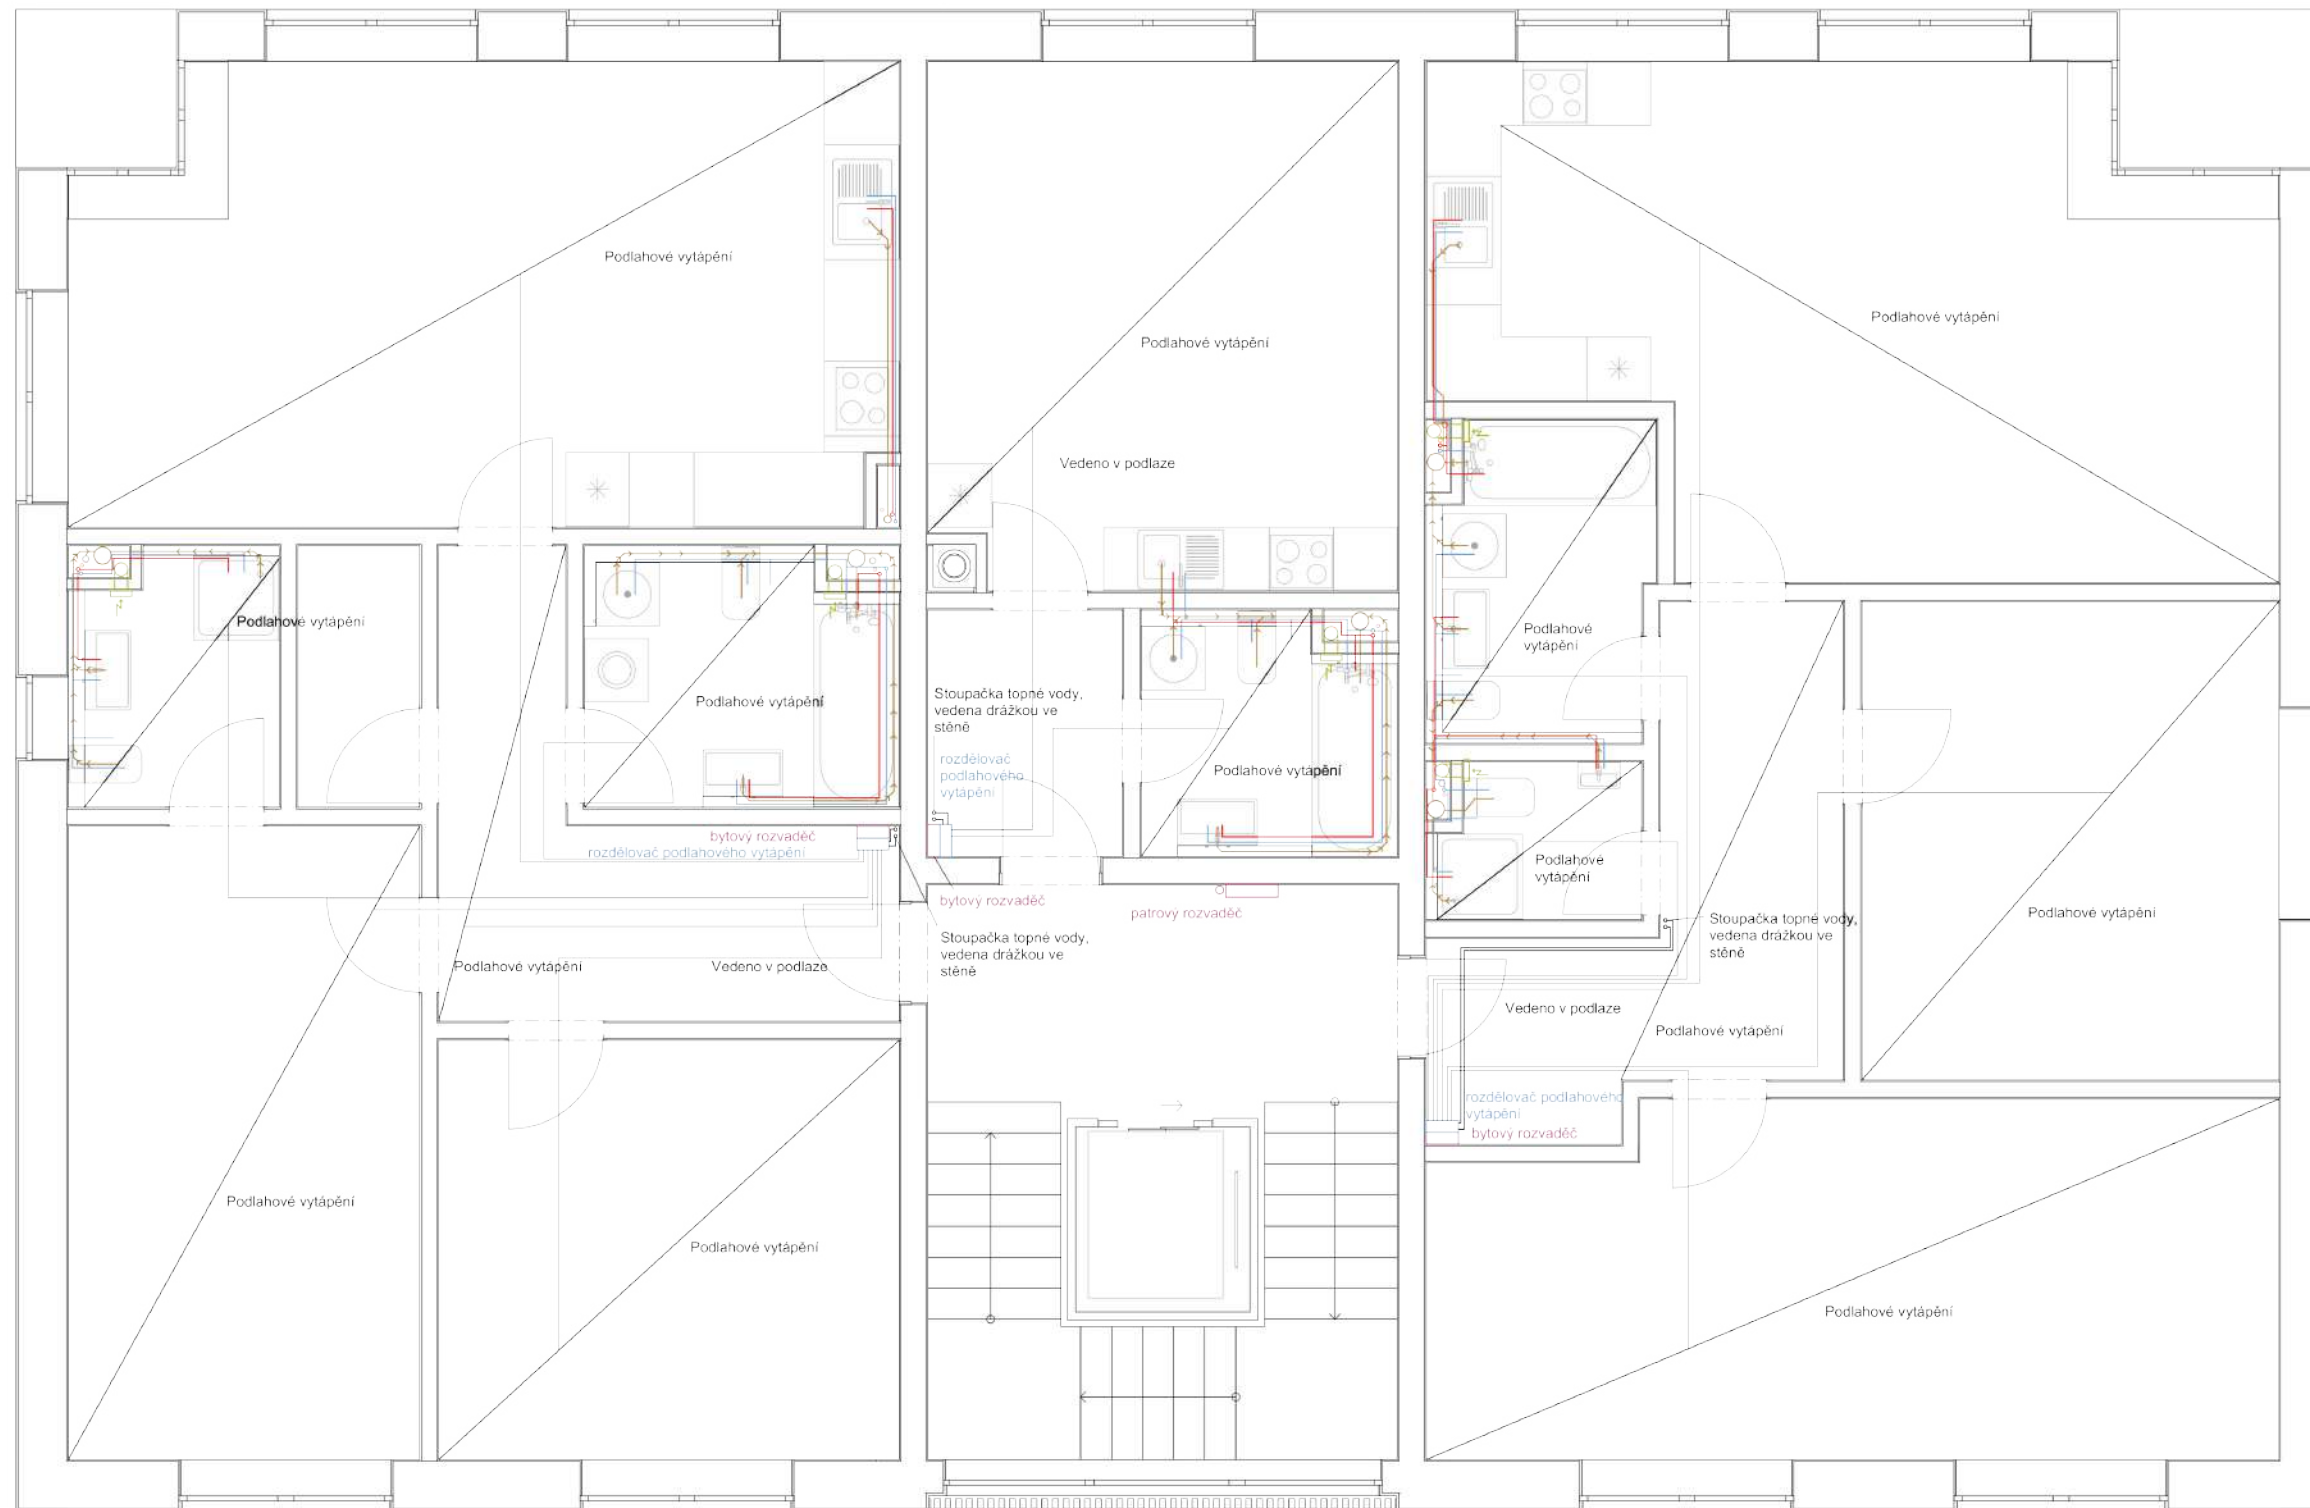 Podlahové vytápění
Podlahové vytápění
Podlahové vytápění
Vedeno v podlaze
Podlahové vytápění
Podlahové
vytápění
Podlahové vytápění
Stoupačka topné vody,
vedena drážkou ve
stěně
rozdělovač
podlahového
vytápění
Podlahové vytápění
bytový rozvaděč
rozdělovač podlahového vytápění
Podlahové
vytápění
bytový rozvaděč
patrový rozvaděč
Podlahové vytápění
Stoupačka topné vody,
vedena drážkou ve
stěně
Stoupačka topné vody,
vedena drážkou ve
stěně
Podlahové vytápění
Vedeno v podlaze
Vedeno v podlaze
Podlahové vytápění
rozdělovač podlahového
vytápění
bytový rozvaděč
Podlahové vytápění
Podlahové vytápění
Podlahové vytápění